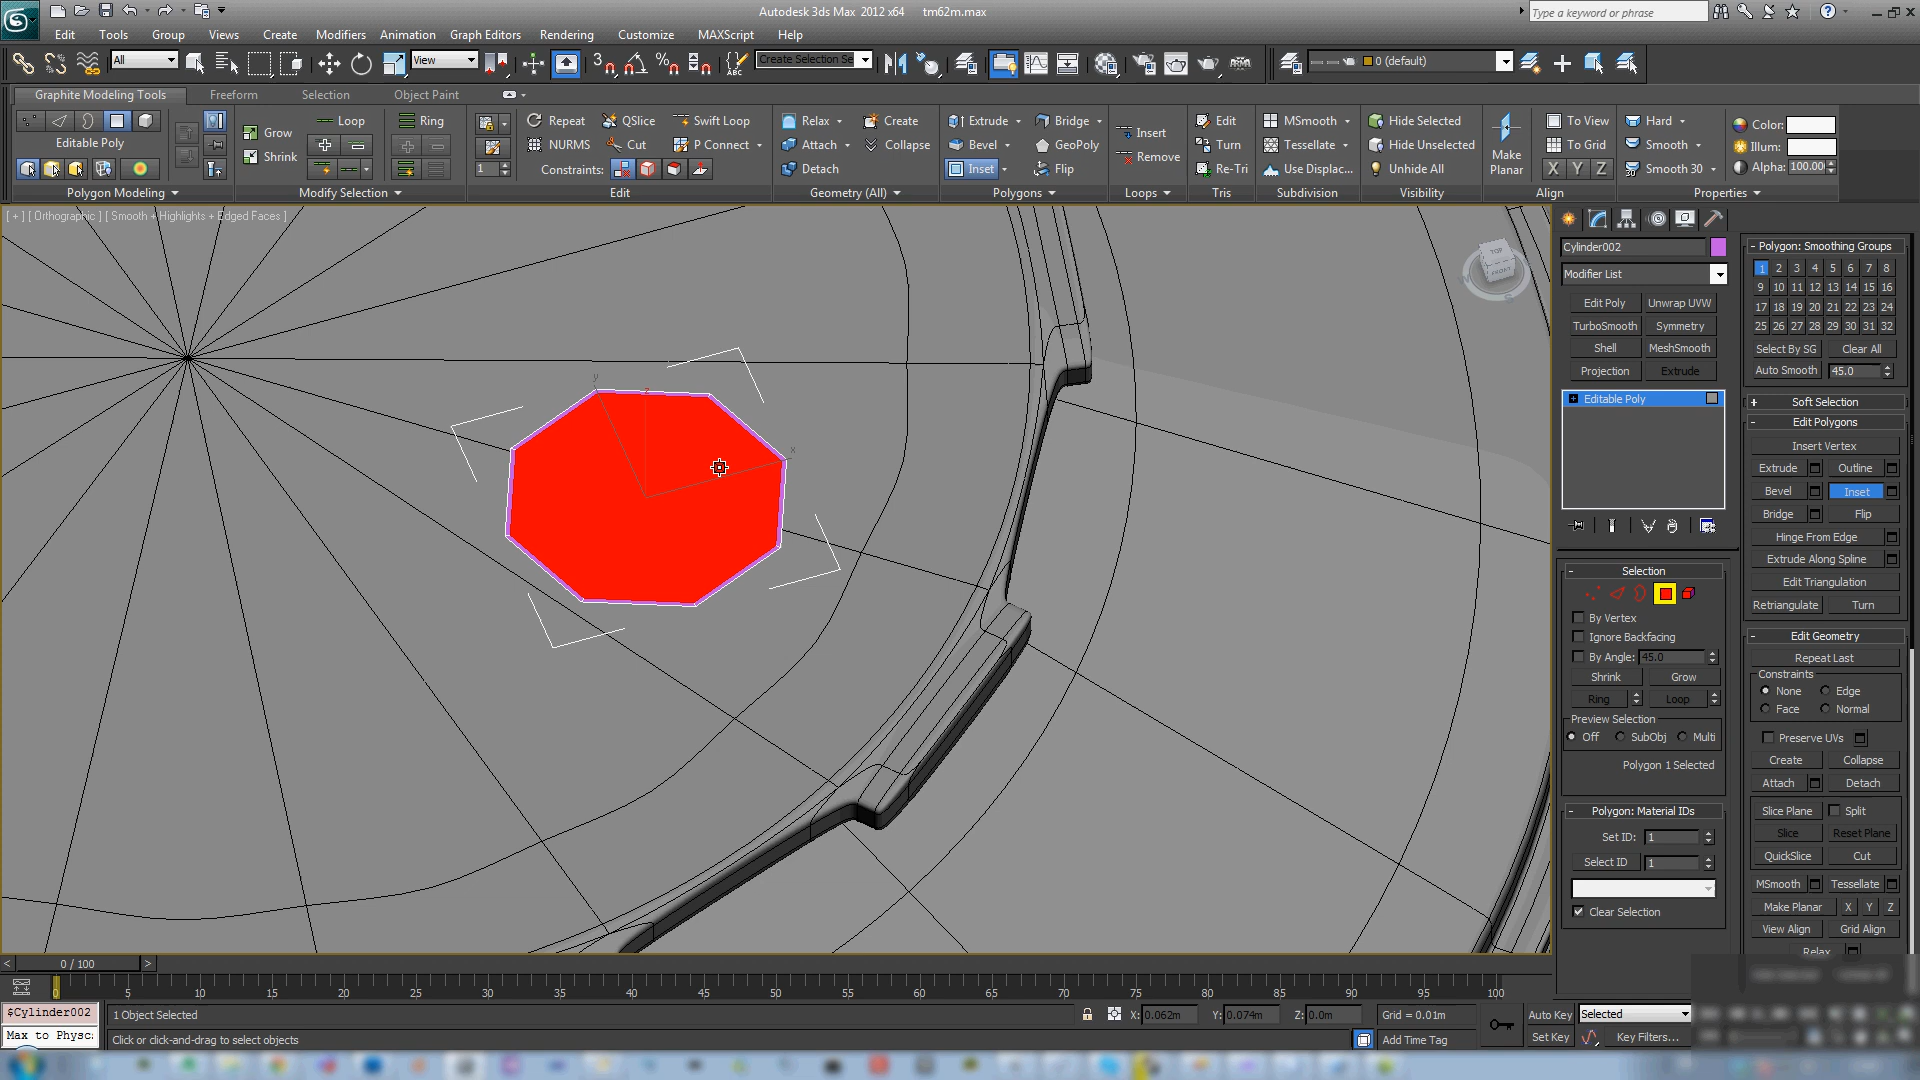 Autodesk 3ds Max 2012 x64 tm62m.max
Type a keyword or phrase
Edit Tools Group Views Create Modifiers Animation Graph Editors Rendering Customize MAXScript Help
All
View
Create Selection Se
0 (default)
Graphite Modeling Tools Freeform Selection Object Paint
Loop Ring Repeat QSlice Swift Loop Relax Create Extrude Bridge Edit MSmooth Hide Selected To View Hard Color:
Grow Insert
Edit Poly NURMS Cut P Connect Attach Collapse Bevel GeoPoly Turn Tessellate Hide Unselected Make Planar To Grid Smooth Illum:
Shrink Remove
1 Constraints: Detach Inset Flip Re-Tri Use Displac... Unhide All X Y Z Smooth 30 Alpha: 100.00
Polygon Modeling Modify Selection Edit Geometry (All) Polygons Loops Tris Subdivision Visibility Align Properties
[ + ] [ Orthographic ] [ Smooth + Highlights + Edged Faces ]
TOP
FRONT
y
z
x
Cylinder002
Modifier List
Edit Poly Unwrap UVW
TurboSmooth Symmetry
Shell MeshSmooth
Projection Extrude
Editable Poly
Selection
By Vertex
Ignore Backfacing
By Angle: 45.0
Shrink Grow
Ring Loop
Preview Selection
Off SubObj Multi
Polygon 1 Selected
Polygon: Material IDs
Set ID: 1
Select ID 1
Clear Selection
Polygon: Smoothing Groups
1 2 3 4 5 6 7 8
9 10 11 12 13 14 15 16
17 18 19 20 21 22 23 24
25 26 27 28 29 30 31 32
Select By SG Clear All
Auto Smooth 45.0
Soft Selection
Edit Polygons
Insert Vertex
Extrude Outline
Bevel Inset
Bridge Flip
Hinge From Edge
Extrude Along Spline
Edit Triangulation
Retriangulate Turn
Edit Geometry
Repeat Last
Constraints
None Edge
Face Normal
Preserve UVs
Create Collapse
Attach Detach
Slice Plane Split
Slice Reset Plane
QuickSlice Cut
MSmooth Tessellate
Make Planar X Y Z
View Align Grid Align
Relax
0 / 100
0 5 10 15 20 25 30 35 40 45 50 55 60 65 70 75 80 85 90 95 100
$Cylinder002 1 Object Selected X: 0.062m Y: 0.074m Z: 0.0m Grid = 0.01m Auto Key Selected
Max to Physc: Click or click-and-drag to select objects Add Time Tag Set Key Key Filters...